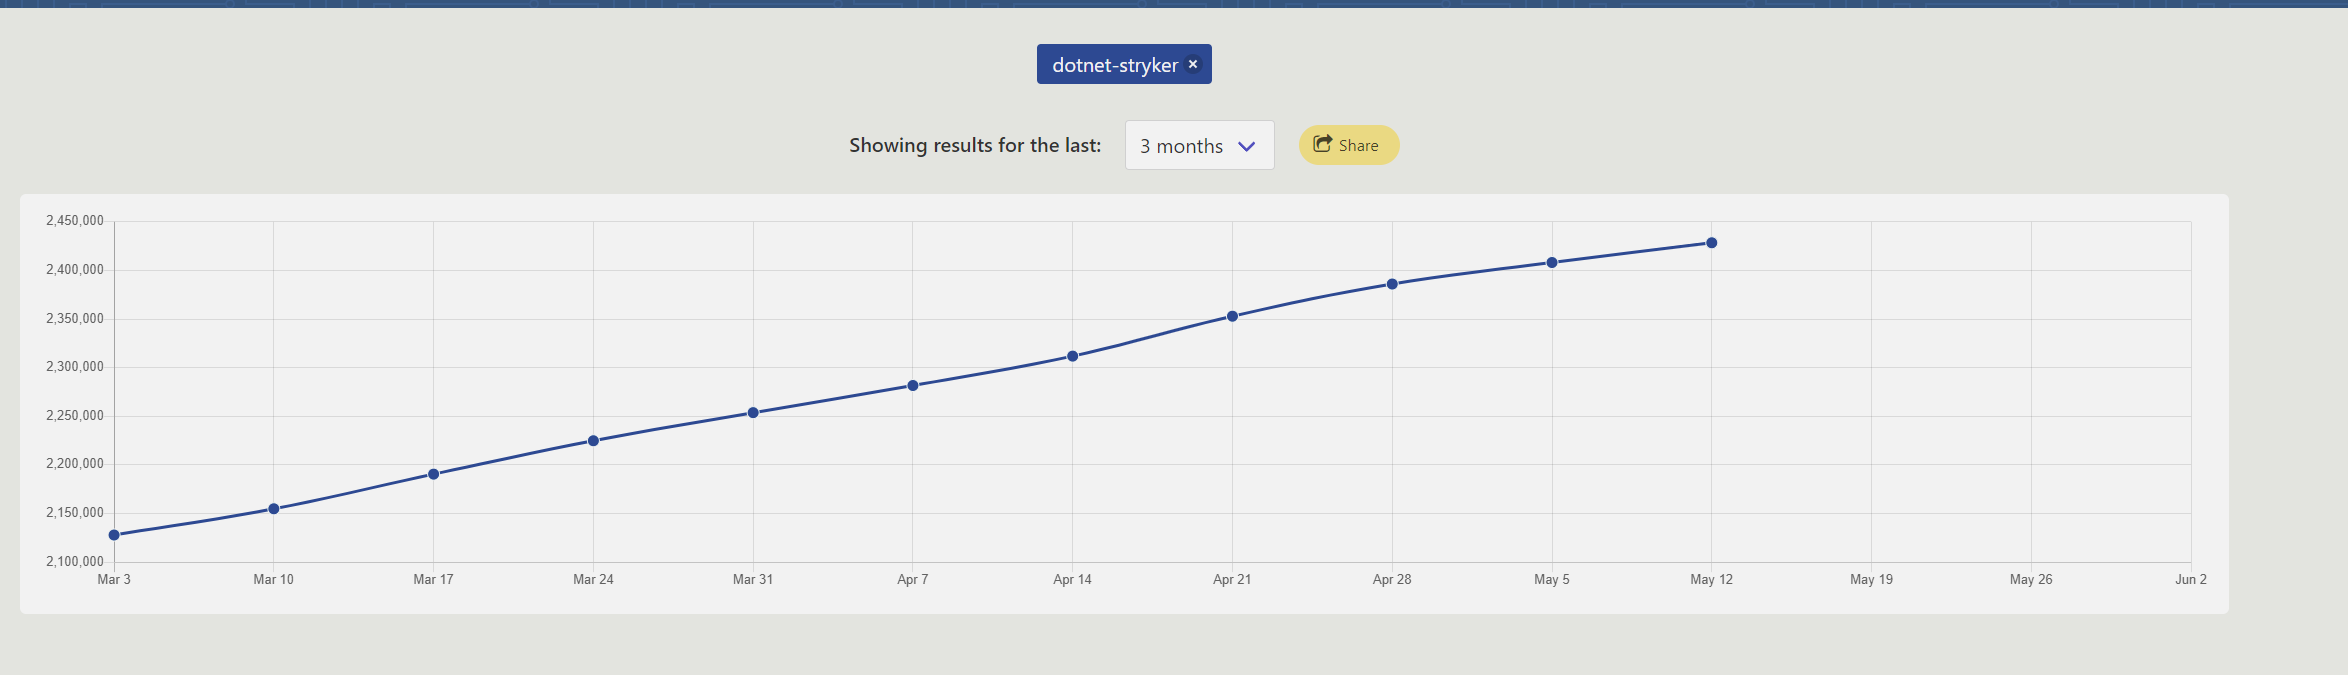 dotnet-stryker ×
Showing results for the last: 3 months Share
2,450,000
2,400,000
2,350,000
2,300,000
2,250,000
2,200,000
2,150,000
2,100,000
Mar 3 Mar 10 Mar 17 Mar 24 Mar 31 Apr 7 Apr 14 Apr 21 Apr 28 May 5 May 12 May 19 May 26 Jun 2